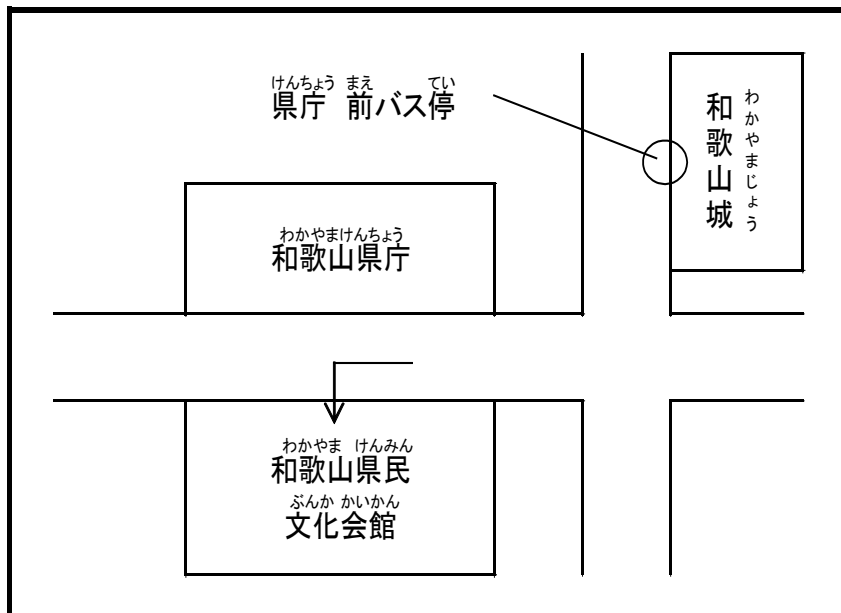 けんちょう まえ てい
県庁 前バス停
わかやまじょう
和歌山城
わかやまけんちょう
和歌山県庁
わかやま けんみん
和歌山県民
ぶんか かいかん
文化会館